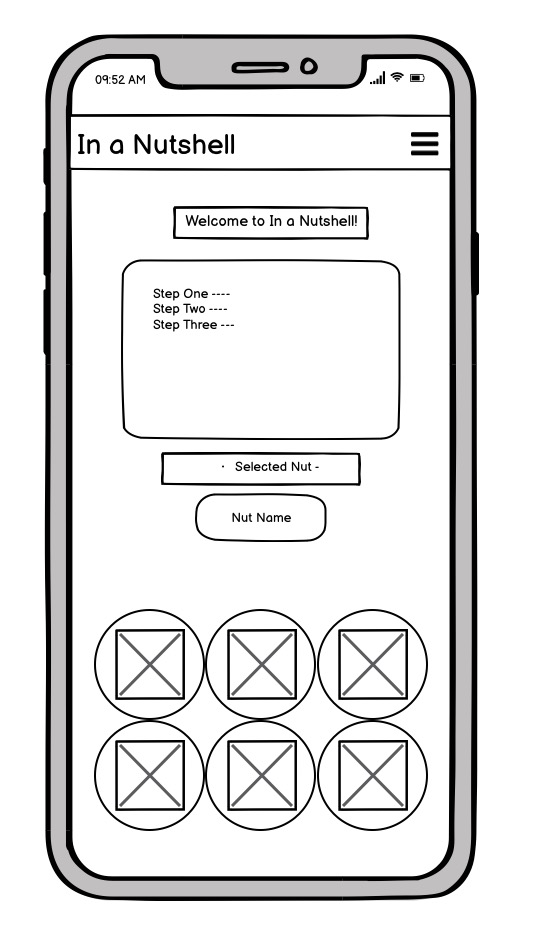 09:52 AM
In a Nutshell
Welcome to In a Nutshell!
Step One ----
Step Two ----
Step Three ---
· Selected Nut -
Nut Name